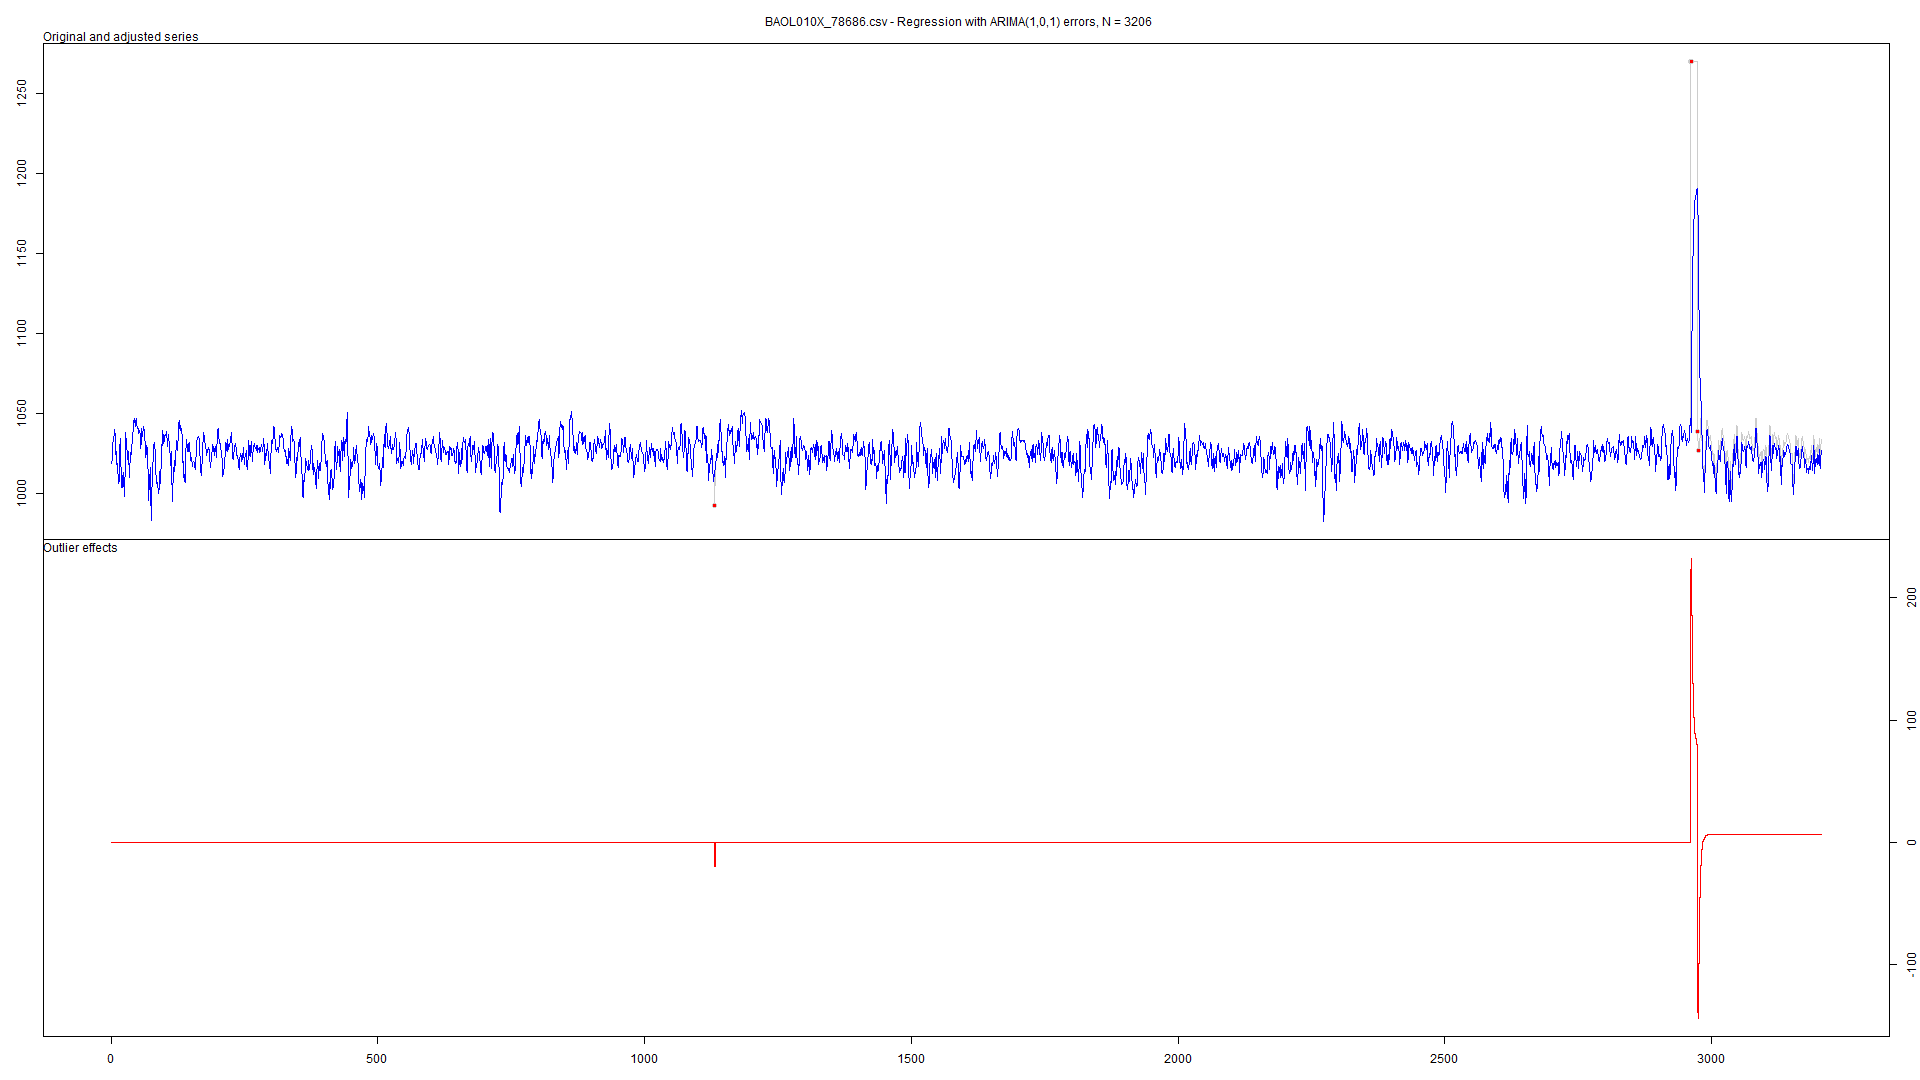 BAOL010X_78686.csv - Regression with ARIMA(1,0,1) errors, N = 3206
Original and adjusted series
1250
1200
1150
1100
1050
1000
Outlier effects
200
100
0
-100
0 500 1000 1500 2000 2500 3000